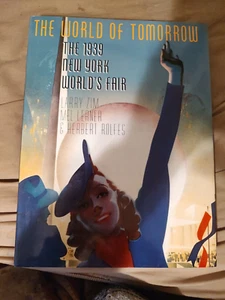 THE WORLD OF TOMORROW
THE 1939
NEW YORK
WORLD'S FAIR
LARRY ZIM
MEL LERNER
& HERBERT ROLFES